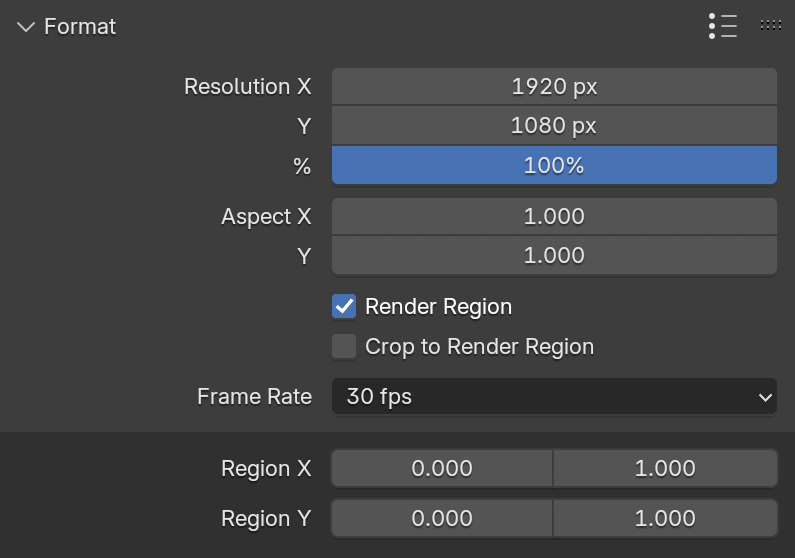 Format
Resolution X 1920 px
Y 1080 px
% 100%
Aspect X 1.000
Y 1.000
Render Region
Crop to Render Region
Frame Rate 30 fps
Region X 0.000 1.000
Region Y 0.000 1.000